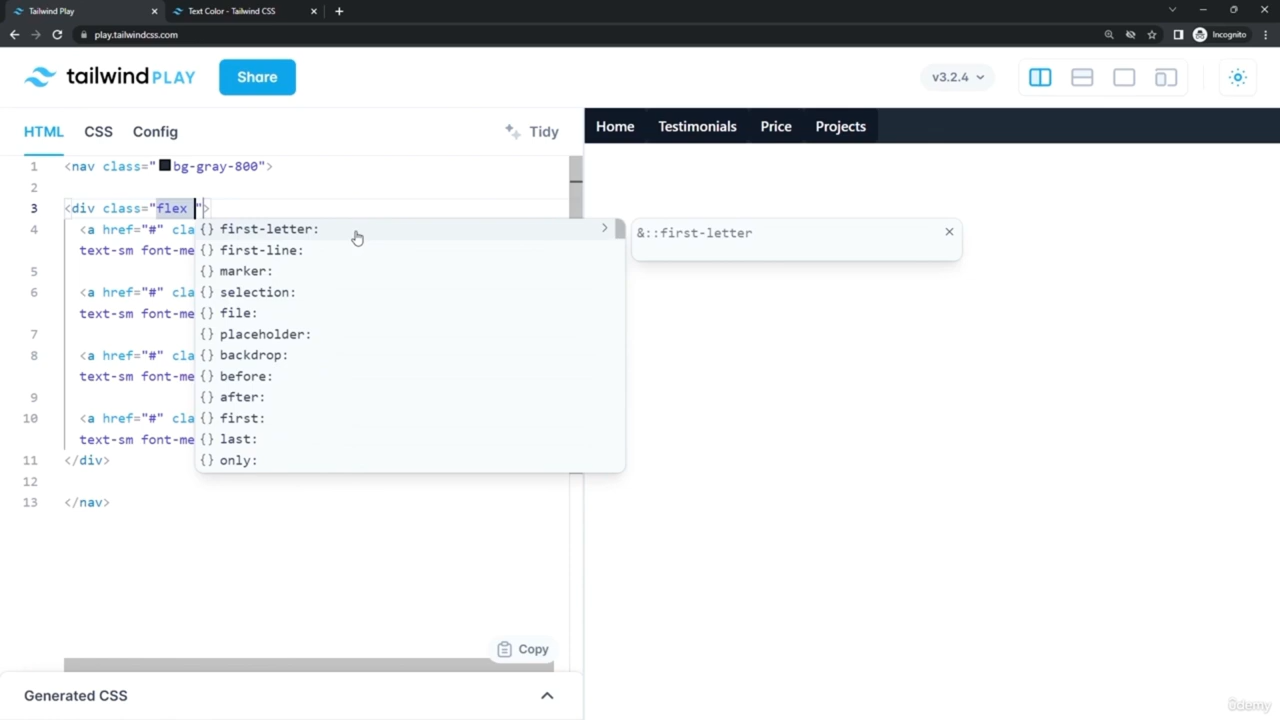 Tailwind Play
Text Color - Tailwind CSS
play.tailwindcss.com
Incognito
tailwind PLAY
Share
v3.2.4
HTML
CSS
Config
Tidy
Home
Testimonials
Price
Projects
1 <nav class="bg-gray-800">
2
3 <div class="flex ">
4 <a href="#" cla
text-sm font-me
5
6 <a href="#" cla
text-sm font-me
7
8 <a href="#" cla
text-sm font-me
9
10 <a href="#" cla
text-sm font-me
11 </div>
12
13 </nav>
{} first-letter:
{} first-line:
{} marker:
{} selection:
{} file:
{} placeholder:
{} backdrop:
{} before:
{} after:
{} first:
{} last:
{} only:
&::first-letter
Copy
Generated CSS
ûdemy